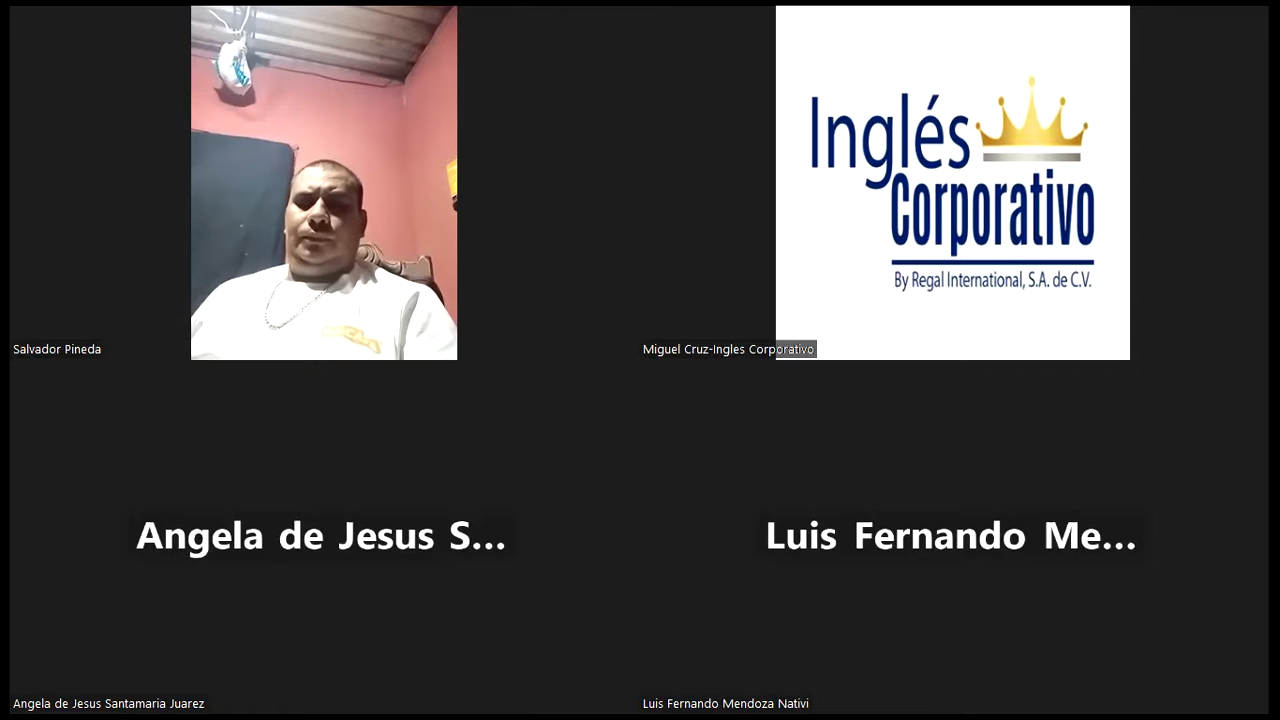 Inglés
Corporativo
By Regal International, S.A. de C.V.
Salvador Pineda
Miguel Cruz-Ingles Corporativo
Angela de Jesus S...
Luis Fernando Me...
Angela de Jesus Santamaria Juarez
Luis Fernando Mendoza Nativi